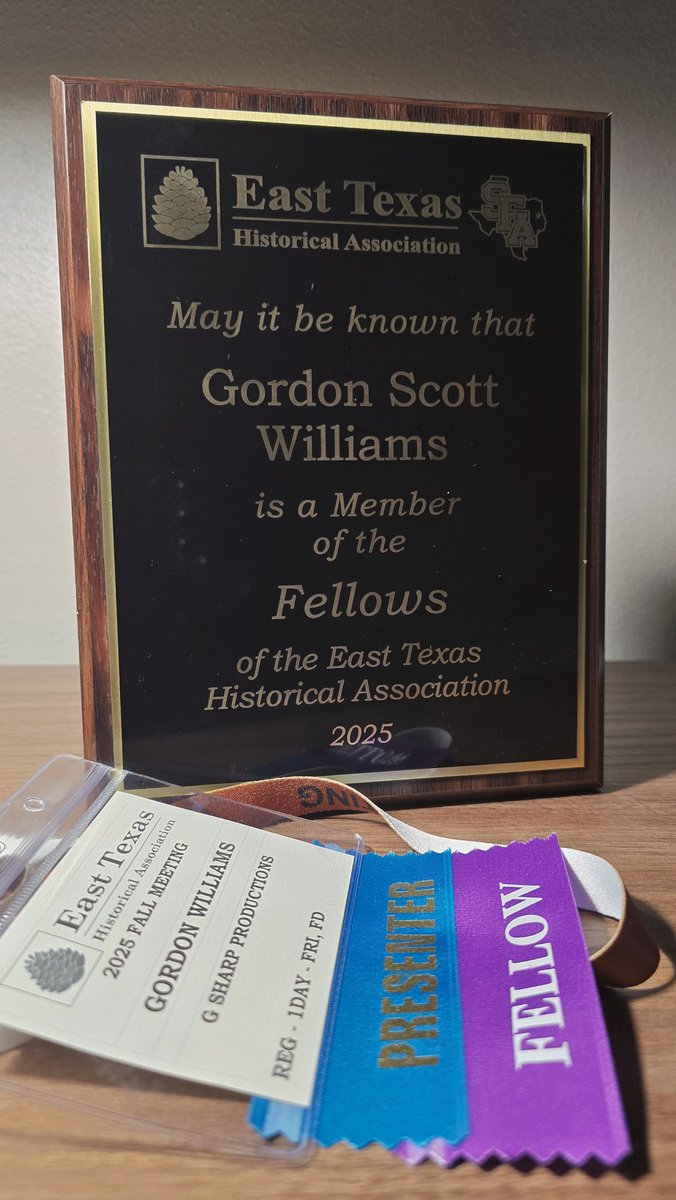 East Texas
Historical Association
SFA
May it be known that
Gordon Scott
Williams
is a Member
of the
Fellows
of the East Texas
Historical Association
2025
East Texas
Historical Association
2025 FALL MEETING
GORDON WILLIAMS
G SHARP PRODUCTIONS
REG - 1DAY - FRI, FD
PRESENTER
FELLOW